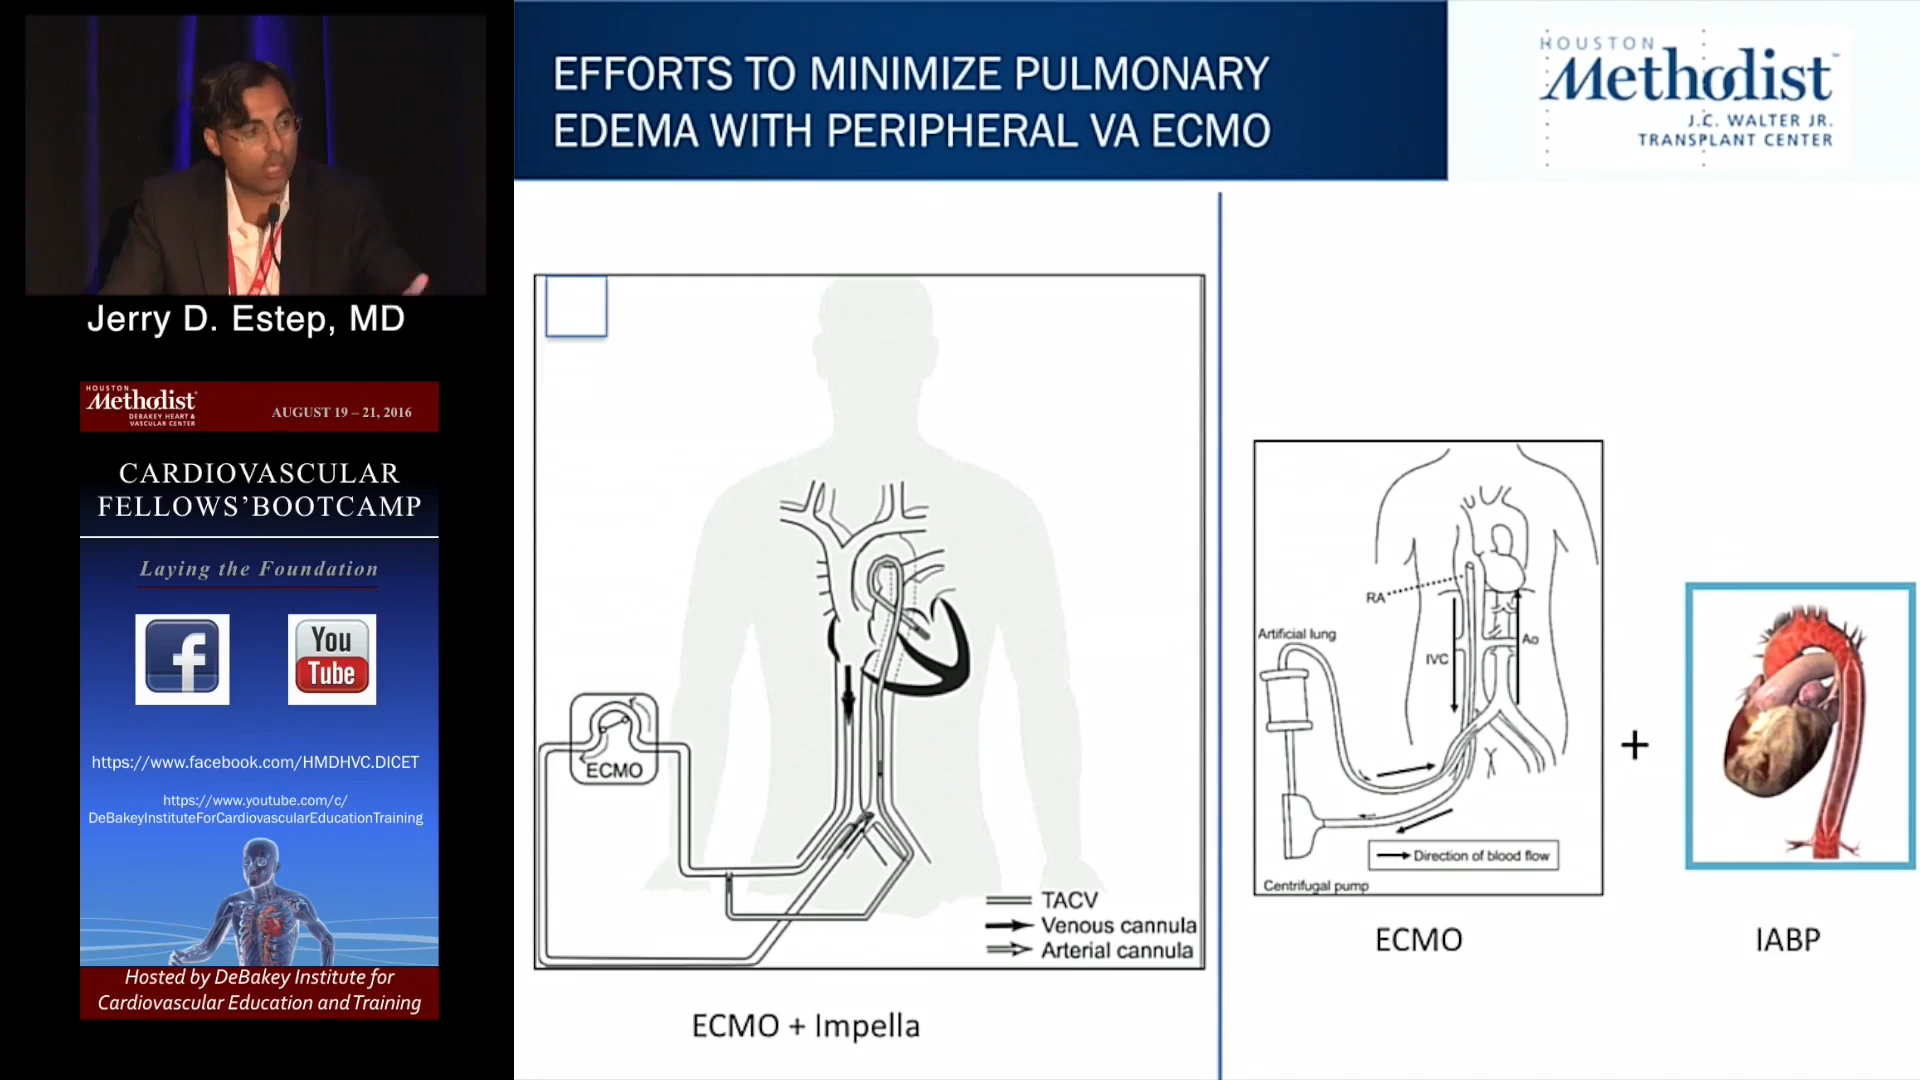 Jerry D. Estep, MD
HOUSTON
Methodist
DEBAKEY HEART &
VASCULAR CENTER
AUGUST 19 – 21, 2016
CARDIOVASCULAR
FELLOWS’BOOTCAMP
Laying the Foundation
f
You
Tube
https://www.facebook.com/HMDHVC.DICET
https://www.youtube.com/c/
DeBakeyInstituteForCardiovascularEducationTraining
Hosted by DeBakey Institute for
Cardiovascular Education and Training
EFFORTS TO MINIMIZE PULMONARY
EDEMA WITH PERIPHERAL VA ECMO
HOUSTON
Methodist
J.C. WALTER JR.
TRANSPLANT CENTER
ECMO
TACV
Venous cannula
Arterial cannula
ECMO + Impella
RA
Artificial lung
IVC
Ao
Direction of blood flow
Centrifugal pump
ECMO
+
IABP